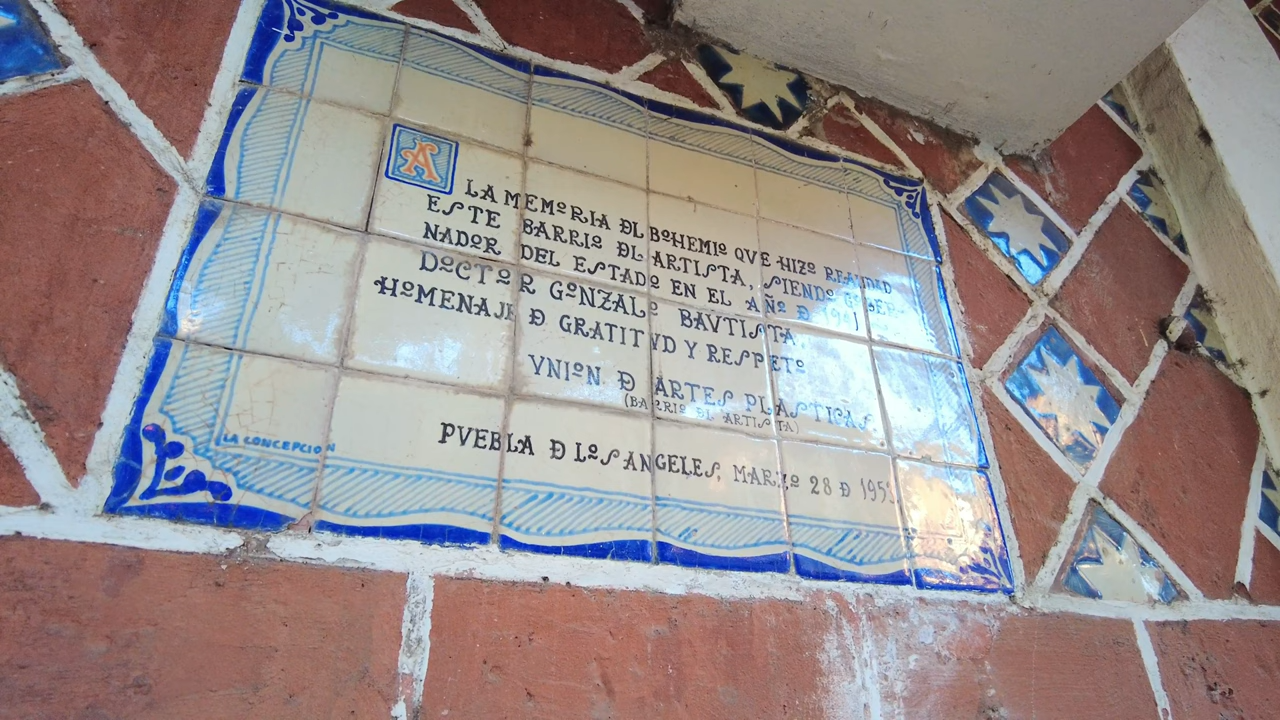 A LA MEMORIA DL BOHEMIO QVE HIZO REALIDAD
ESTE BARRIO DL ARTISTA, SIENDO GOBER-
NADOR DEL ESTADO EN EL AÑO D 1941
DOCTOR GONZALO BAVTISTA.
HOMENAJE D GRATITVD Y RESPETO
VNION D ARTES PLASTICAS.
(BARRIO DL ARTISTA)
PVEBLA D LOS ANGELES, MARZO 28 D
LA CONCEPCION